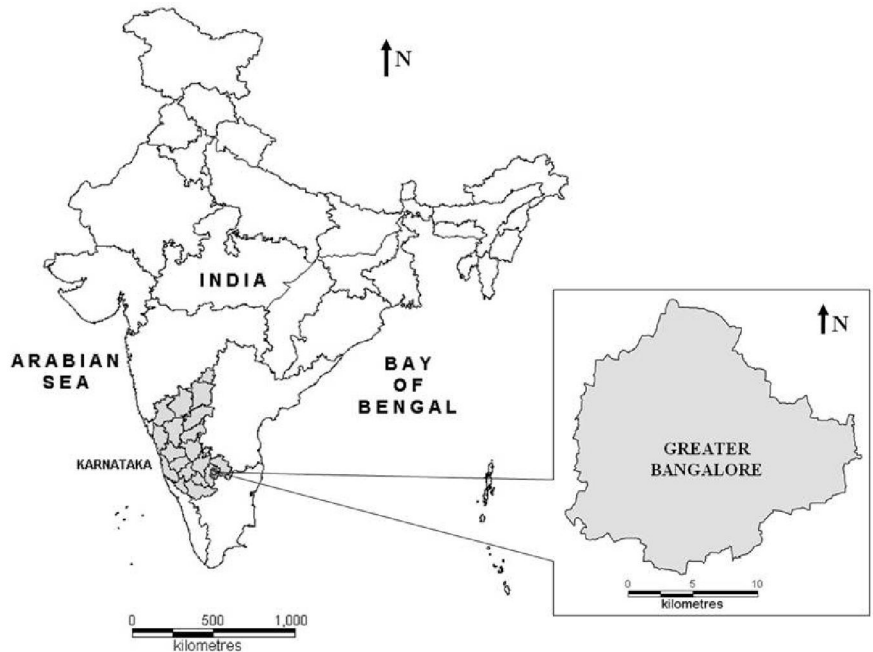 N
INDIA
ARABIAN
SEA
BAY
OF
BENGAL
KARNATAKA
0 500 1,000
kilometres
N
GREATER
BANGALORE
0 5 10
kilometres